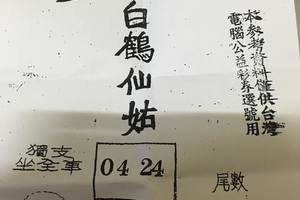 本參考資料僅供台灣
電腦公益彩券選號用
白鶴仙姑
獨支
坐全車
04 24
尾數